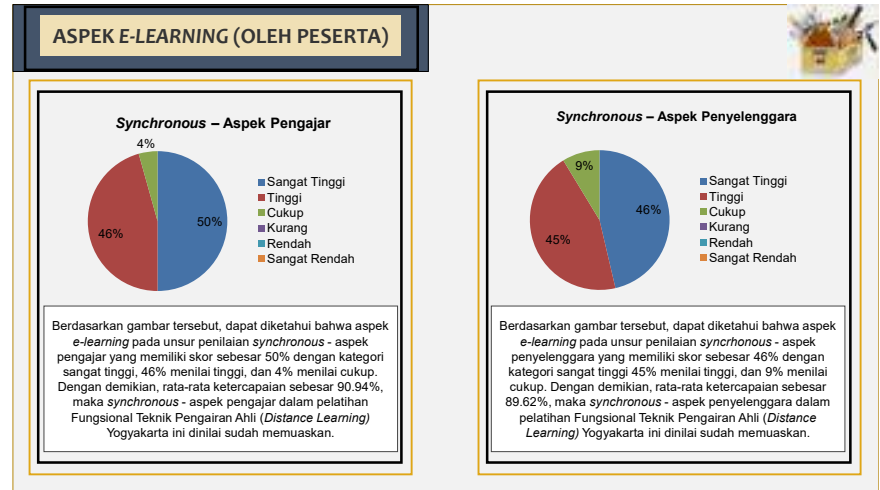 ASPEK E-LEARNING (OLEH PESERTA)
Synchronous – Aspek Pengajar
4%
46%
50%
Sangat Tinggi
Tinggi
Cukup
Kurang
Rendah
Sangat Rendah
Berdasarkan gambar tersebut, dapat diketahui bahwa aspek
e-learning pada unsur penilaian synchronous - aspek
pengajar yang memiliki skor sebesar 50% dengan kategori
sangat tinggi, 46% menilai tinggi, dan 4% menilai cukup.
Dengan demikian, rata-rata ketercapaian sebesar 90.94%,
maka synchronous - aspek pengajar dalam pelatihan
Fungsional Teknik Pengairan Ahli (Distance Learning)
Yogyakarta ini dinilai sudah memuaskan.
Synchronous – Aspek Penyelenggara
9%
46%
45%
Sangat Tinggi
Tinggi
Cukup
Kurang
Rendah
Sangat Rendah
Berdasarkan gambar tersebut, dapat diketahui bahwa aspek
e-learning pada unsur penilaian syncrhonous - aspek
penyelenggara yang memiliki skor sebesar 46% dengan
kategori sangat tinggi 45% menilai tinggi, dan 9% menilai
cukup. Dengan demikian, rata-rata ketercapaian sebesar
89.62%, maka synchronous - aspek penyelenggara dalam
pelatihan Fungsional Teknik Pengairan Ahli (Distance
Learning) Yogyakarta ini dinilai sudah memuaskan.